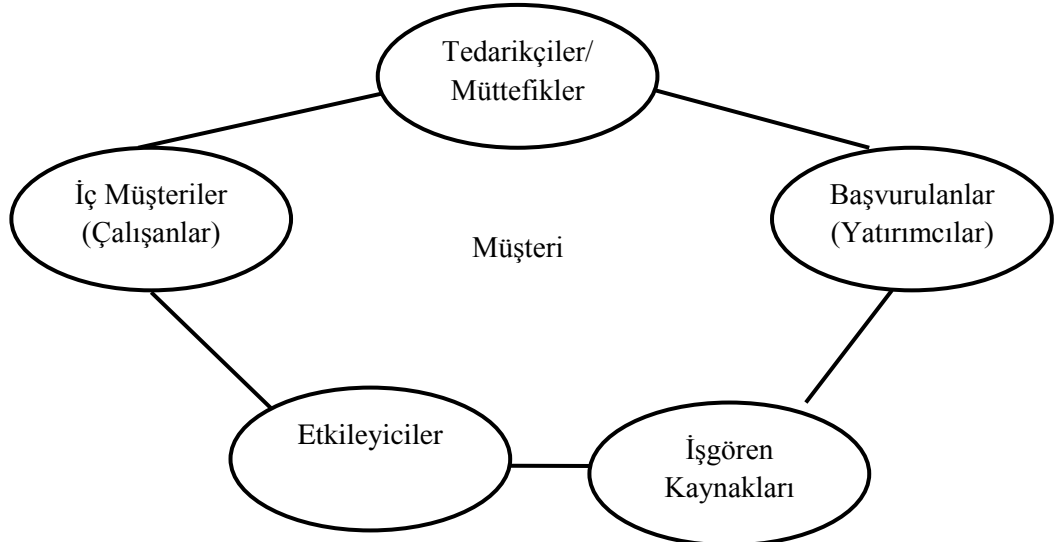 Tedarikçiler/
Müttefikler
İç Müşteriler
(Çalışanlar)
Başvurulanlar
(Yatırımcılar)
Müşteri
Etkileyiciler
İşgören
Kaynakları